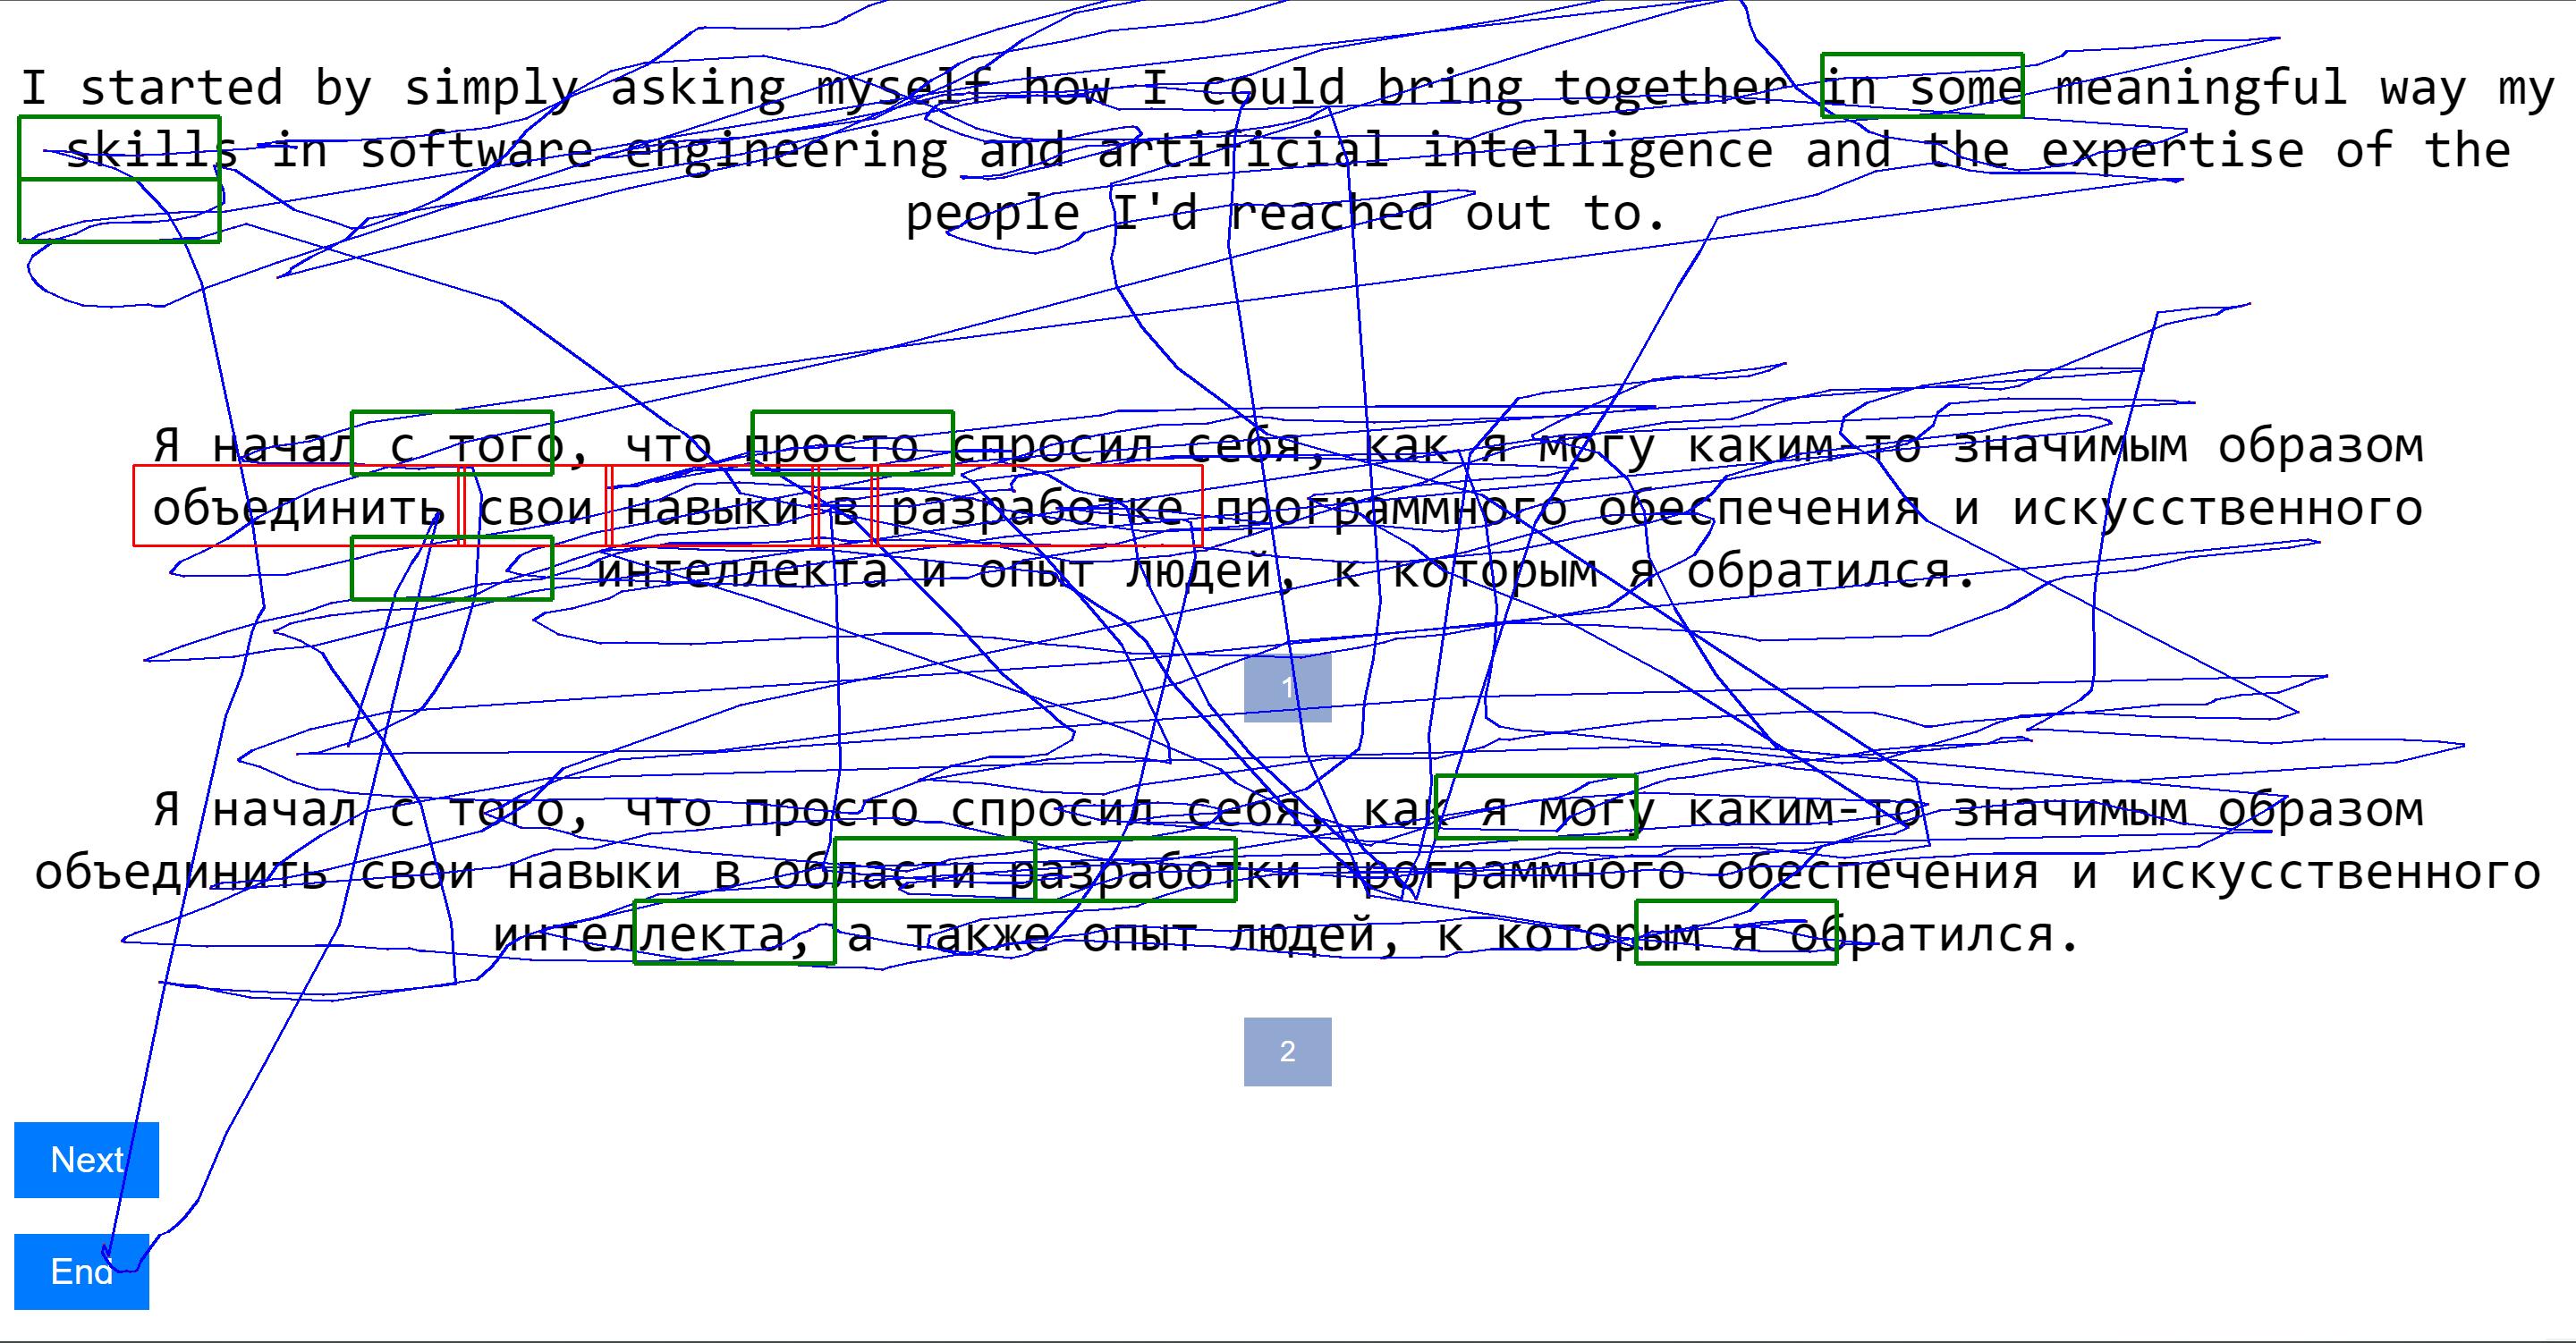 I started by simply asking myself how I could bring together in some meaningful way my
skills in software engineering and artificial intelligence and the expertise of the
people I'd reached out to.
Я начал с того, что просто спросил себя, как я могу каким-то значимым образом
объединить свои навыки в разработке программного обеспечения и искусственного
интеллекта и опыт людей, к которым я обратился.
1
Я начал с того, что просто спросил себя, как я могу каким-то значимым образом
объединить свои навыки в области разработки программного обеспечения и искусственного
интеллекта, а также опыт людей, к которым я обратился.
2
Next
End